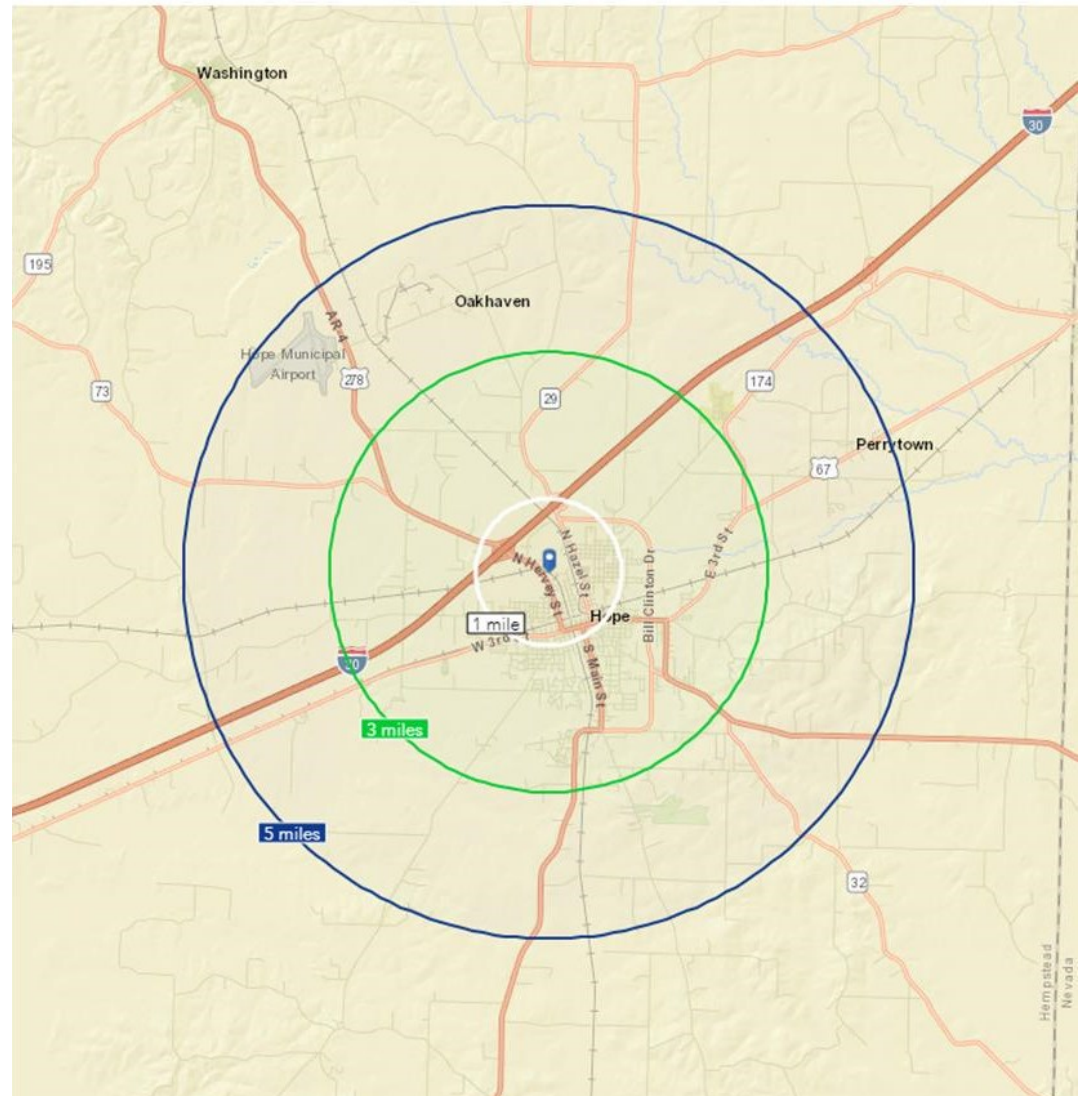 Washington
30
195
Oakhaven
AR-4
Hope Municipal
Airport
278
73
29
174
Perrytown
67
N Hazel St
N Hervey St
Bill Clinton Dr
E 3rd St
1 mile
Hope
W 3rd
S Main St
30
3 miles
5 miles
32
Hempstead
Nevada